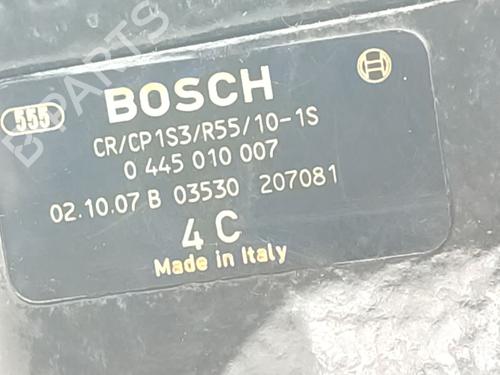 555 BOSCH
CR/CP1S3/R55/10-1S
0 445 010 007
02.10.07 B 03530 207081
4 C
Made in Italy
B-PARTS